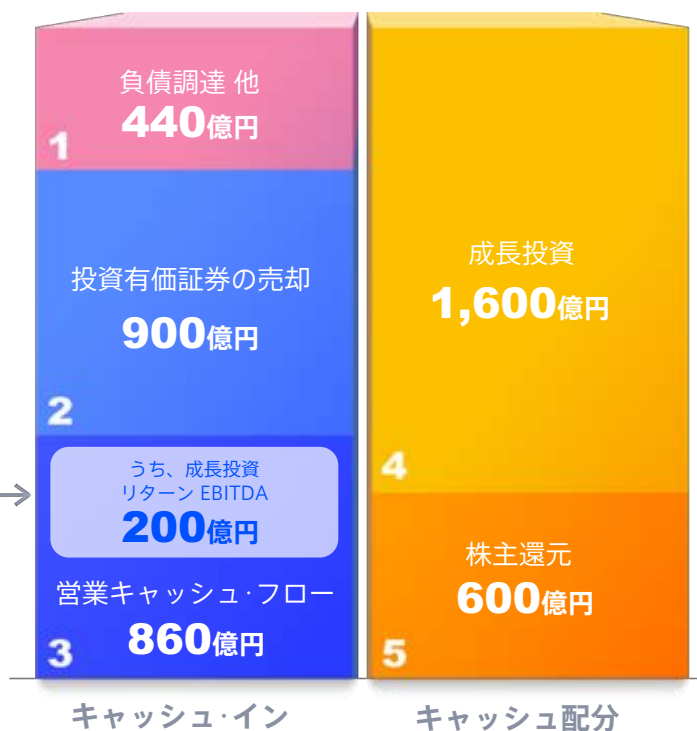 負債調達 他
440億円
1
投資有価証券の売却
900億円
2
うち、成長投資
リターン EBITDA
200億円
営業キャッシュ·フロー
860億円
3
キャッシュ·イン
成長投資
1,600億円
4
株主還元
600億円
5
キャッシュ配分